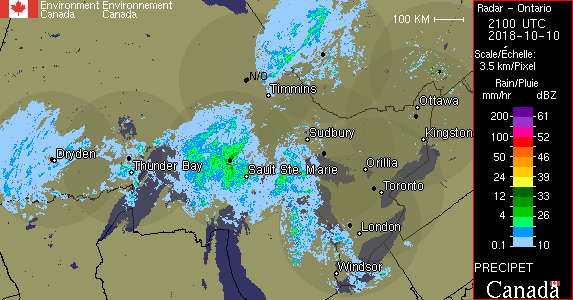 Environment Environnement
Canada Canada
100 KM
N/O
Timmins
Ottawa
Sudbury
Kingston
Dryden
Thunder Bay
Sault Ste. Marie
Orillia
Toronto
London
Windsor
Radar - Ontario
2100 UTC
2018-10-10
Scale/Échelle:
3.5 km/Pixel
Rain/Pluie
mm/hr dBZ
200 61
100 52
50 46
24 39
12 33
4 26
0.1 10
PRECIPET
Canada